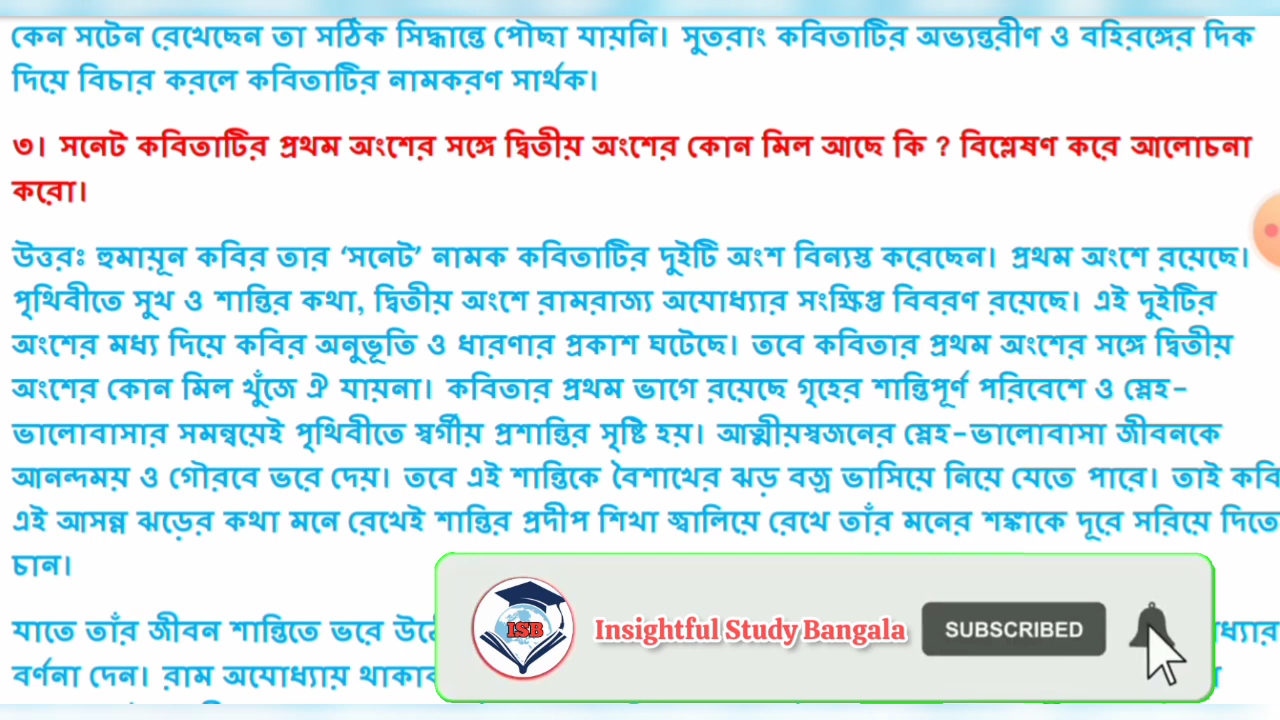 কেন সটেন রেখেছেন তা সঠিক সিদ্ধান্তে পৌছা যায়নি। সুতরাং কবিতাটির অভ্যন্তরীণ ও বহিরঙ্গের দিক
দিয়ে বিচার করলে কবিতাটির নামকরণ সার্থক।
৩। সনেট কবিতাটির প্রথম অংশের সঙ্গে দ্বিতীয় অংশের কোন মিল আছে কি ? বিশ্লেষণ করে আলোচনা
করো।
উত্তরঃ হুমায়ূন কবির তার ‘সনেট’ নামক কবিতাটির দুইটি অংশ বিন্যস্ত করেছেন। প্রথম অংশে রয়েছে।
পৃথিবীতে সুখ ও শান্তির কথা, দ্বিতীয় অংশে রামরাজ্য অযোধ্যার সংক্ষিপ্ত বিবরণ রয়েছে। এই দুইটির
অংশের মধ্য দিয়ে কবির অনুভূতি ও ধারণার প্রকাশ ঘটেছে। তবে কবিতার প্রথম অংশের সঙ্গে দ্বিতীয়
অংশের কোন মিল খুঁজে ঐ যায়না। কবিতার প্রথম ভাগে রয়েছে গৃহের শান্তিপূর্ণ পরিবেশে ও স্নেহ-
ভালোবাসার সমন্বয়েই পৃথিবীতে স্বর্গীয় প্রশান্তির সৃষ্টি হয়। আত্মীয়স্বজনের স্নেহ-ভালোবাসা জীবনকে
আনন্দময় ও গৌরবে ভরে দেয়। তবে এই শান্তিকে বৈশাখের ঝড় বজ্র ভাসিয়ে নিয়ে যেতে পারে। তাই কবি
এই আসন্ন ঝড়ের কথা মনে রেখেই শান্তির প্রদীপ শিখা জ্বালিয়ে রেখে তাঁর মনের শঙ্কাকে দূরে সরিয়ে দিতে
চান।
যাতে তাঁর জীবন শান্তিতে ভরে
বর্ণনা দেন। রাম অযোধ্যায়
ISB
Insightful Study Bangala
SUBSCRIBED